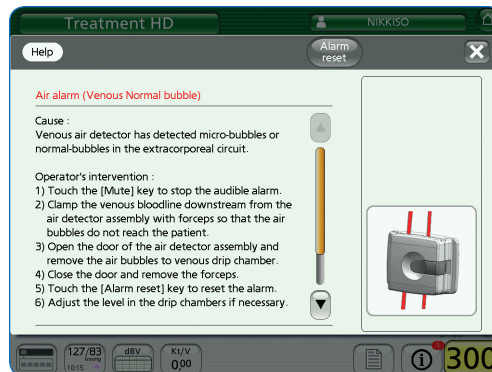 Treatment HD
NIKKISO
Help
Alarm
reset
Air alarm (Venous Normal bubble)
Cause :
Venous air detector has detected micro-bubbles or
normal-bubbles in the extracorporeal circuit.
Operator's intervention :
1) Touch the [Mute] key to stop the audible alarm.
2) Clamp the venous bloodline downstream from the
air detector assembly with forceps so that the air
bubbles do not reach the patient.
3) Open the door of the air detector assembly and
remove the air bubbles to venous drip chamber.
4) Close the door and remove the forceps.
5) Touch the [Alarm reset] key to reset the alarm.
6) Adjust the level in the drip chambers if necessary.
127/83
mmHg
10:15
dBV
Kt/V
0,00
1
300